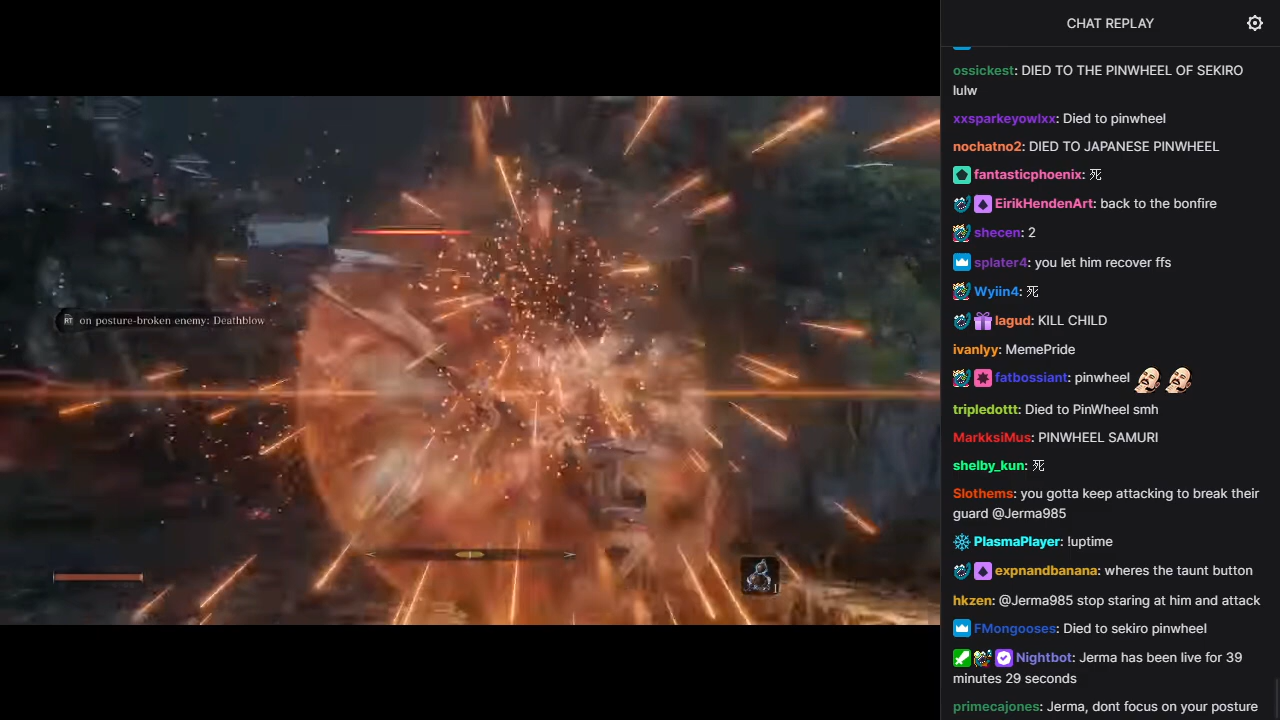 CHAT REPLAY
ossickest: DIED TO THE PINWHEEL OF SEKIRO
lulw
xxsparkeyowlxx: Died to pinwheel
nochatno2: DIED TO JAPANESE PINWHEEL
fantasticphoenix: 死
EirikHendenArt: back to the bonfire
shecen: 2
splater4: you let him recover ffs
Wyiin4: 死
lagud: KILL CHILD
ivanlyy: MemePride
fatbossiant: pinwheel
tripledottt: Died to PinWheel smh
MarkksiMus: PINWHEEL SAMURI
shelby_kun: 死
Slothems: you gotta keep attacking to break their
guard @Jerma985
PlasmaPlayer: !uptime
expnandbanana: wheres the taunt button
hkzen: @Jerma985 stop staring at him and attack
FMongooses: Died to sekiro pinwheel
Nightbot: Jerma has been live for 39
minutes 29 seconds
primecajones: Jerma, dont focus on your posture
RT on posture-broken enemy: Deathblow
1